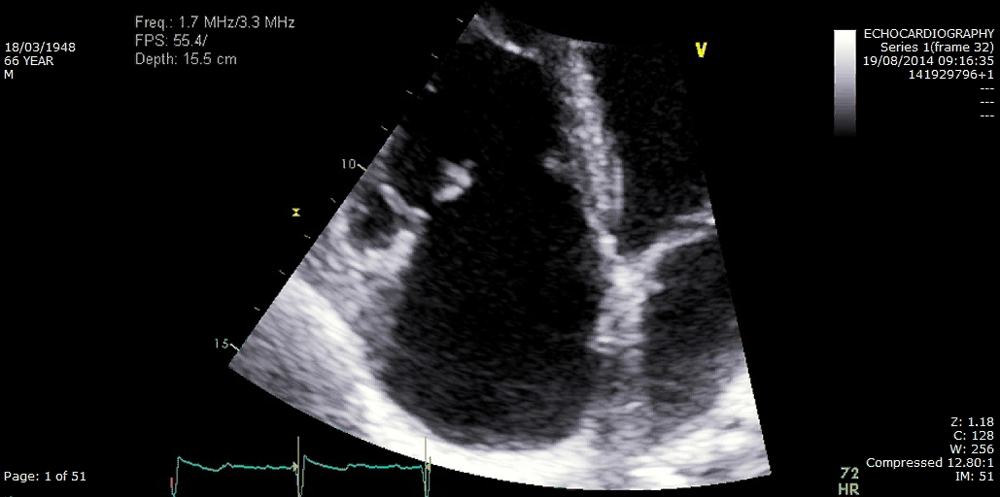 18/03/1948
66 YEAR
M
Freq.: 1.7 MHz/3.3 MHz
FPS: 55.4/
Depth: 15.5 cm
V
ECHOCARDIOGRAPHY
Series 1(frame 32)
19/08/2014 09:16:35
141929796+1
---
---
---
10
15
Page: 1 of 51
72
HR
Z: 1.18
C: 128
W: 256
Compressed 12.80:1
IM: 51